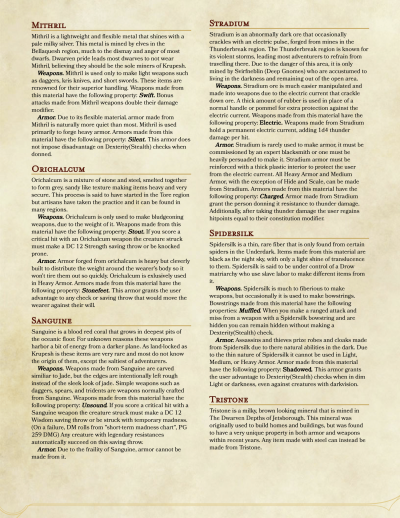 MITHRIL
Mithril is a lightweight and flexible metal that shines with a
pale milky silver. This metal is mined by elves in the
Bellaquesh region, much to the dismay and anger of most
dwarves. Dwarven pride leads most dwarves to not wear
Mithril, believing they should be the sole miners of Krapesh.
Weapons. Mithril is used only to make light weapons such
as daggers, kris knives, and short swords. These items are
renowned for their superior handling. Weapons made from
this material have the following property: Swift. Bonus
attacks made from Mithril weapons double their damage
modifier.
Armor. Due to its flexible material, armor made from
Mithril is naturally more quiet than most. Mithril is used
primarily to forge heavy armor. Armors made from this
material have the following property: Silent. This armor does
not impose disadvantage on Dexterity(Stealth) checks when
donned.
ORICHALCUM
Orichalcum is a mixture of stone and steel, smelted together
to form grey, sandy like texture making items heavy and very
secure. This process is said to have started in the Tore region
but artisans have taken the practice and it can be found in
many regions.
Weapons. Orichalcum is only used to make bludgeoning
weapons, due to the weight of it. Weapons made from this
material have the following property: Stout. If you score a
critical hit with an Orichalcum weapon the creature struck
must make a DC 12 Strength saving throw or be knocked
prone.
Armor. Armor forged from orichalcum is heavy but cleverly
built to distribute the weight around the wearer's body so it
won't tire them out so quickly. Orichalcum is exlusively used
in Heavy Armor. Armors made from this material have the
following property: Stonefeet. This armor grants the user
advantage to any check or saving throw that would move the
wearer against their will.
SANGUINE
Sanguine is a blood red coral that grows in deepest pits of
the oceanic floor. For unknown reasons these weapons
harbor a bit of energy from a darker plane. As land-locked as
Krupesh is these items are very rare and most do not know
the origin of them, except the saltiest of adventurers.
Weapons. Weapons made from Sanguine are carved
similiar to Jade, but the edges are intentionally left rough
instead of the sleek look of Jade. Simple weapons such as
daggers, spears, and tridents are weapons normally crafted
from Sanguine. Weapons made from this material have the
following property: Unsound. If you score a critical hit with a
Sanguine weapon the creature struck must make a DC 12
Wisdom saving throw or be struck with temporary madness.
(On a failure, DM rolls from "short-term madness chart", PG
259 DMG) Any creature with legendary resistances
automatically succeed on this saving throw.
Armor. Due to the fraility of Sanguine, armor cannot be
made from it.
STRADIUM
Stradium is an abnormally dark ore that occasionally
crackles with an electric pulse, forged from mines in the
Thunderbreak region. The Thunderbreak region is known for
its violent storms, leading most adventurers to refrain from
travelling there. Due to the danger of this area, it is only
mined by Svirfneblin (Deep Gnomes) who are accustomed to
living in the darkness and remaining out of the open area.
Weapons. Stradium ore is much easier manipulated and
made into weapons due to the electric current that crackle
down ore. A thick amount of rubber is used in place of a
normal handle or pommel for extra protection against the
electric current. Weapons made from this material have the
following property: Electric. Weapons made from Stradium
hold a permanent electric current, adding 1d4 thunder
damage per hit.
Armor. Stradium is rarely used to make armor, it must be
commissioned by an expert blacksmith or one must be
heavily persuaded to make it. Stradium armor must be
reinforced with a thick plastic interior to protect the user
from the electric current. All Heavy Armor and Medium
Armor, with the exception of Hide and Scale, can be made
from Stradium. Armors made from this material have the
following property: Charged. Armor made from Stradium
grant the person donning it resistance to thunder damage.
Additionally, after taking thunder damage the user regains
hitpoints equal to their constitution modifier.
SPIDERSILK
Spidersilk is a thin, rare fiber that is only found from certain
spiders in the Underdark. Items made from this material are
black as the night sky, with only a light shine of translucense
to them. Spidersilk is said to be under control of a Drow
matriarchy who use slave labor to make different items from
it.
Weapons. Spidersilk is much too fiberious to make
weapons, but occasionally it is used to make bowstrings.
Bowstrings made from this material have the following
properties: Muffled. When you make a ranged attack and
miss from a weapon with a Spidersilk bowstring and are
hidden you can remain hidden without making a
Dexterity(Stealth) check.
Armor. Assassins and thieves prize robes and cloaks made
from Spidersilk due to there natural abilities in the dark. Due
to the thin nature of Spidersilk it cannot be used in Light,
Medium, or Heavy Armor. Armor made from this material
have the following property: Shadowed. This armor grants
the user advantage to Dexterity(Stealth) checks when in dim
Light or darkness, even against creatures with darkvision.
TRISTONE
Tristone is a milky, brown looking mineral that is mined in
The Dwarven Depths of Jensburough. This mineral was
originally used to build homes and buildings, but was found
to have a very unique property in both armor and weapons
within recent years. Any item made with steel can instead be
made from Tristone.